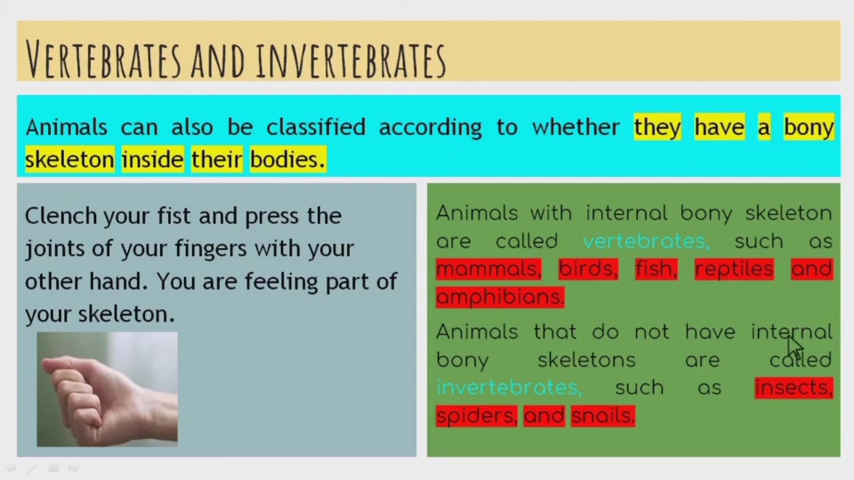 VERTEBRATES AND INVERTEBRATES
Animals can also be classified according to whether they have a bony
skeleton inside their bodies.
Clench your fist and press the
joints of your fingers with your
other hand. You are feeling part of
your skeleton.
Animals with internal bony skeleton
are called vertebrates, such as
mammals, birds, fish, reptiles and
amphibians.
Animals that do not have internal
bony skeletons are called
invertebrates, such as insects,
spiders, and snails.